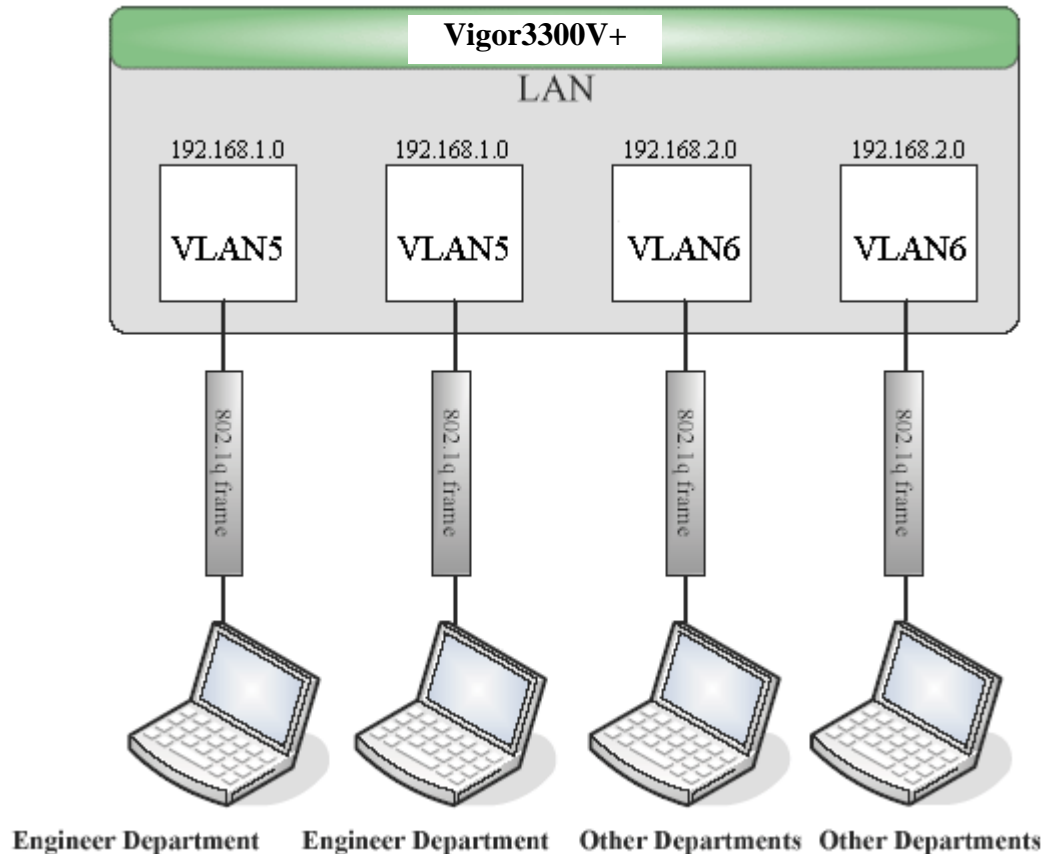 Vigor3300V+
LAN
192.168.1.0 192.168.1.0 192.168.2.0 192.168.2.0
VLAN5 VLAN5 VLAN6 VLAN6
802.1q frame 802.1q frame 802.1q frame 802.1q frame
Engineer Department Engineer Department Other Departments Other Departments